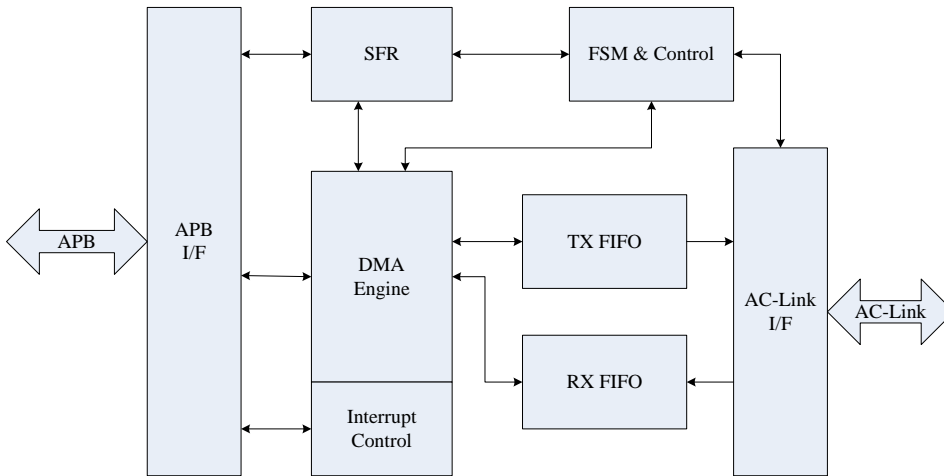 SFR
FSM & Control
APB
APB
I/F
DMA
Engine
TX FIFO
AC-Link
I/F
AC-Link
RX FIFO
Interrupt
Control